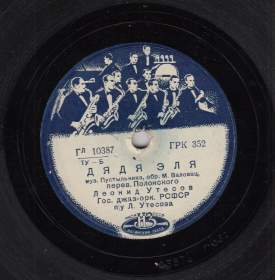 Гл 10387
ГРК 352
ТУ-Б
ДЯДЯ ЭЛЯ
муз. Пустыльника, обр. М. Воловац,
перев. Полонского
Леонид Утесов
Гос. джаз-орк. РСФСР
п/у Л. Утесова